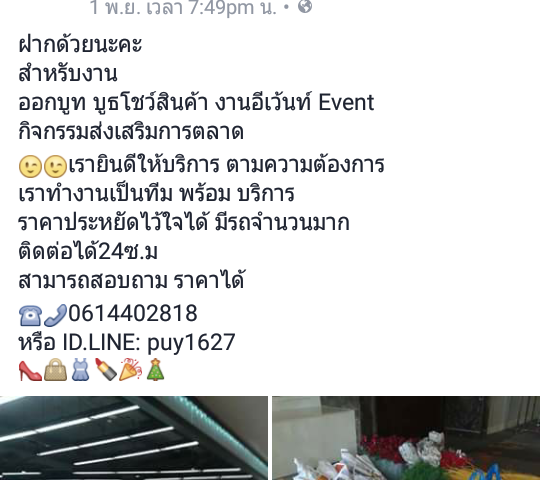 1 พ.ย. เวลา 7:49pm น. •
ฝากด้วยนะคะ
สำหรับงาน
ออกบูท บูธโชว์สินค้า งานอีเว้นท์ Event
กิจกรรมส่งเสริมการตลาด
😉😉เรายินดีให้บริการ ตามความต้องการ
เราทำงานเป็นทีม พร้อม บริการ
ราคาประหยัดไว้ใจได้ มีรถจำนวนมาก
ติดต่อได้24ซ.ม
สามารถสอบถาม ราคาได้
☎📞0614402818
หรือ ID.LINE: puy1627
👠👜👗💄🎉🎄